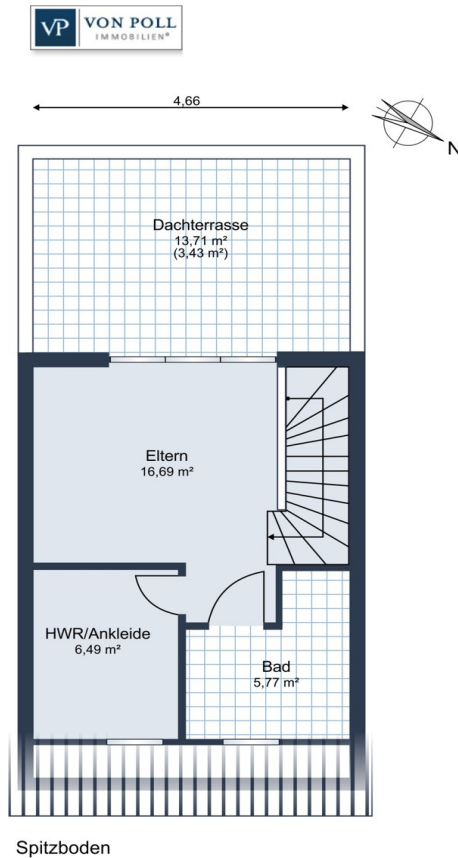 VP VON POLL
IMMOBILIEN®
4,66
N
Dachterrasse
13,71 m²
(3,43 m²)
Eltern
16,69 m²
HWR/Ankleide
6,49 m²
Bad
5,77 m²
Spitzboden